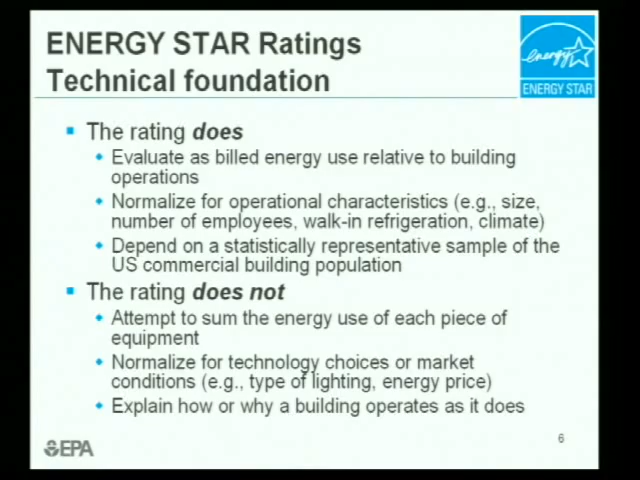 ENERGY STAR Ratings
Technical foundation
energy
ENERGY STAR
The rating does
Evaluate as billed energy use relative to building
operations
Normalize for operational characteristics (e.g., size,
number of employees, walk-in refrigeration, climate)
Depend on a statistically representative sample of the
US commercial building population
The rating does not
Attempt to sum the energy use of each piece of
equipment
Normalize for technology choices or market
conditions (e.g., type of lighting, energy price)
Explain how or why a building operates as it does
EPA
6